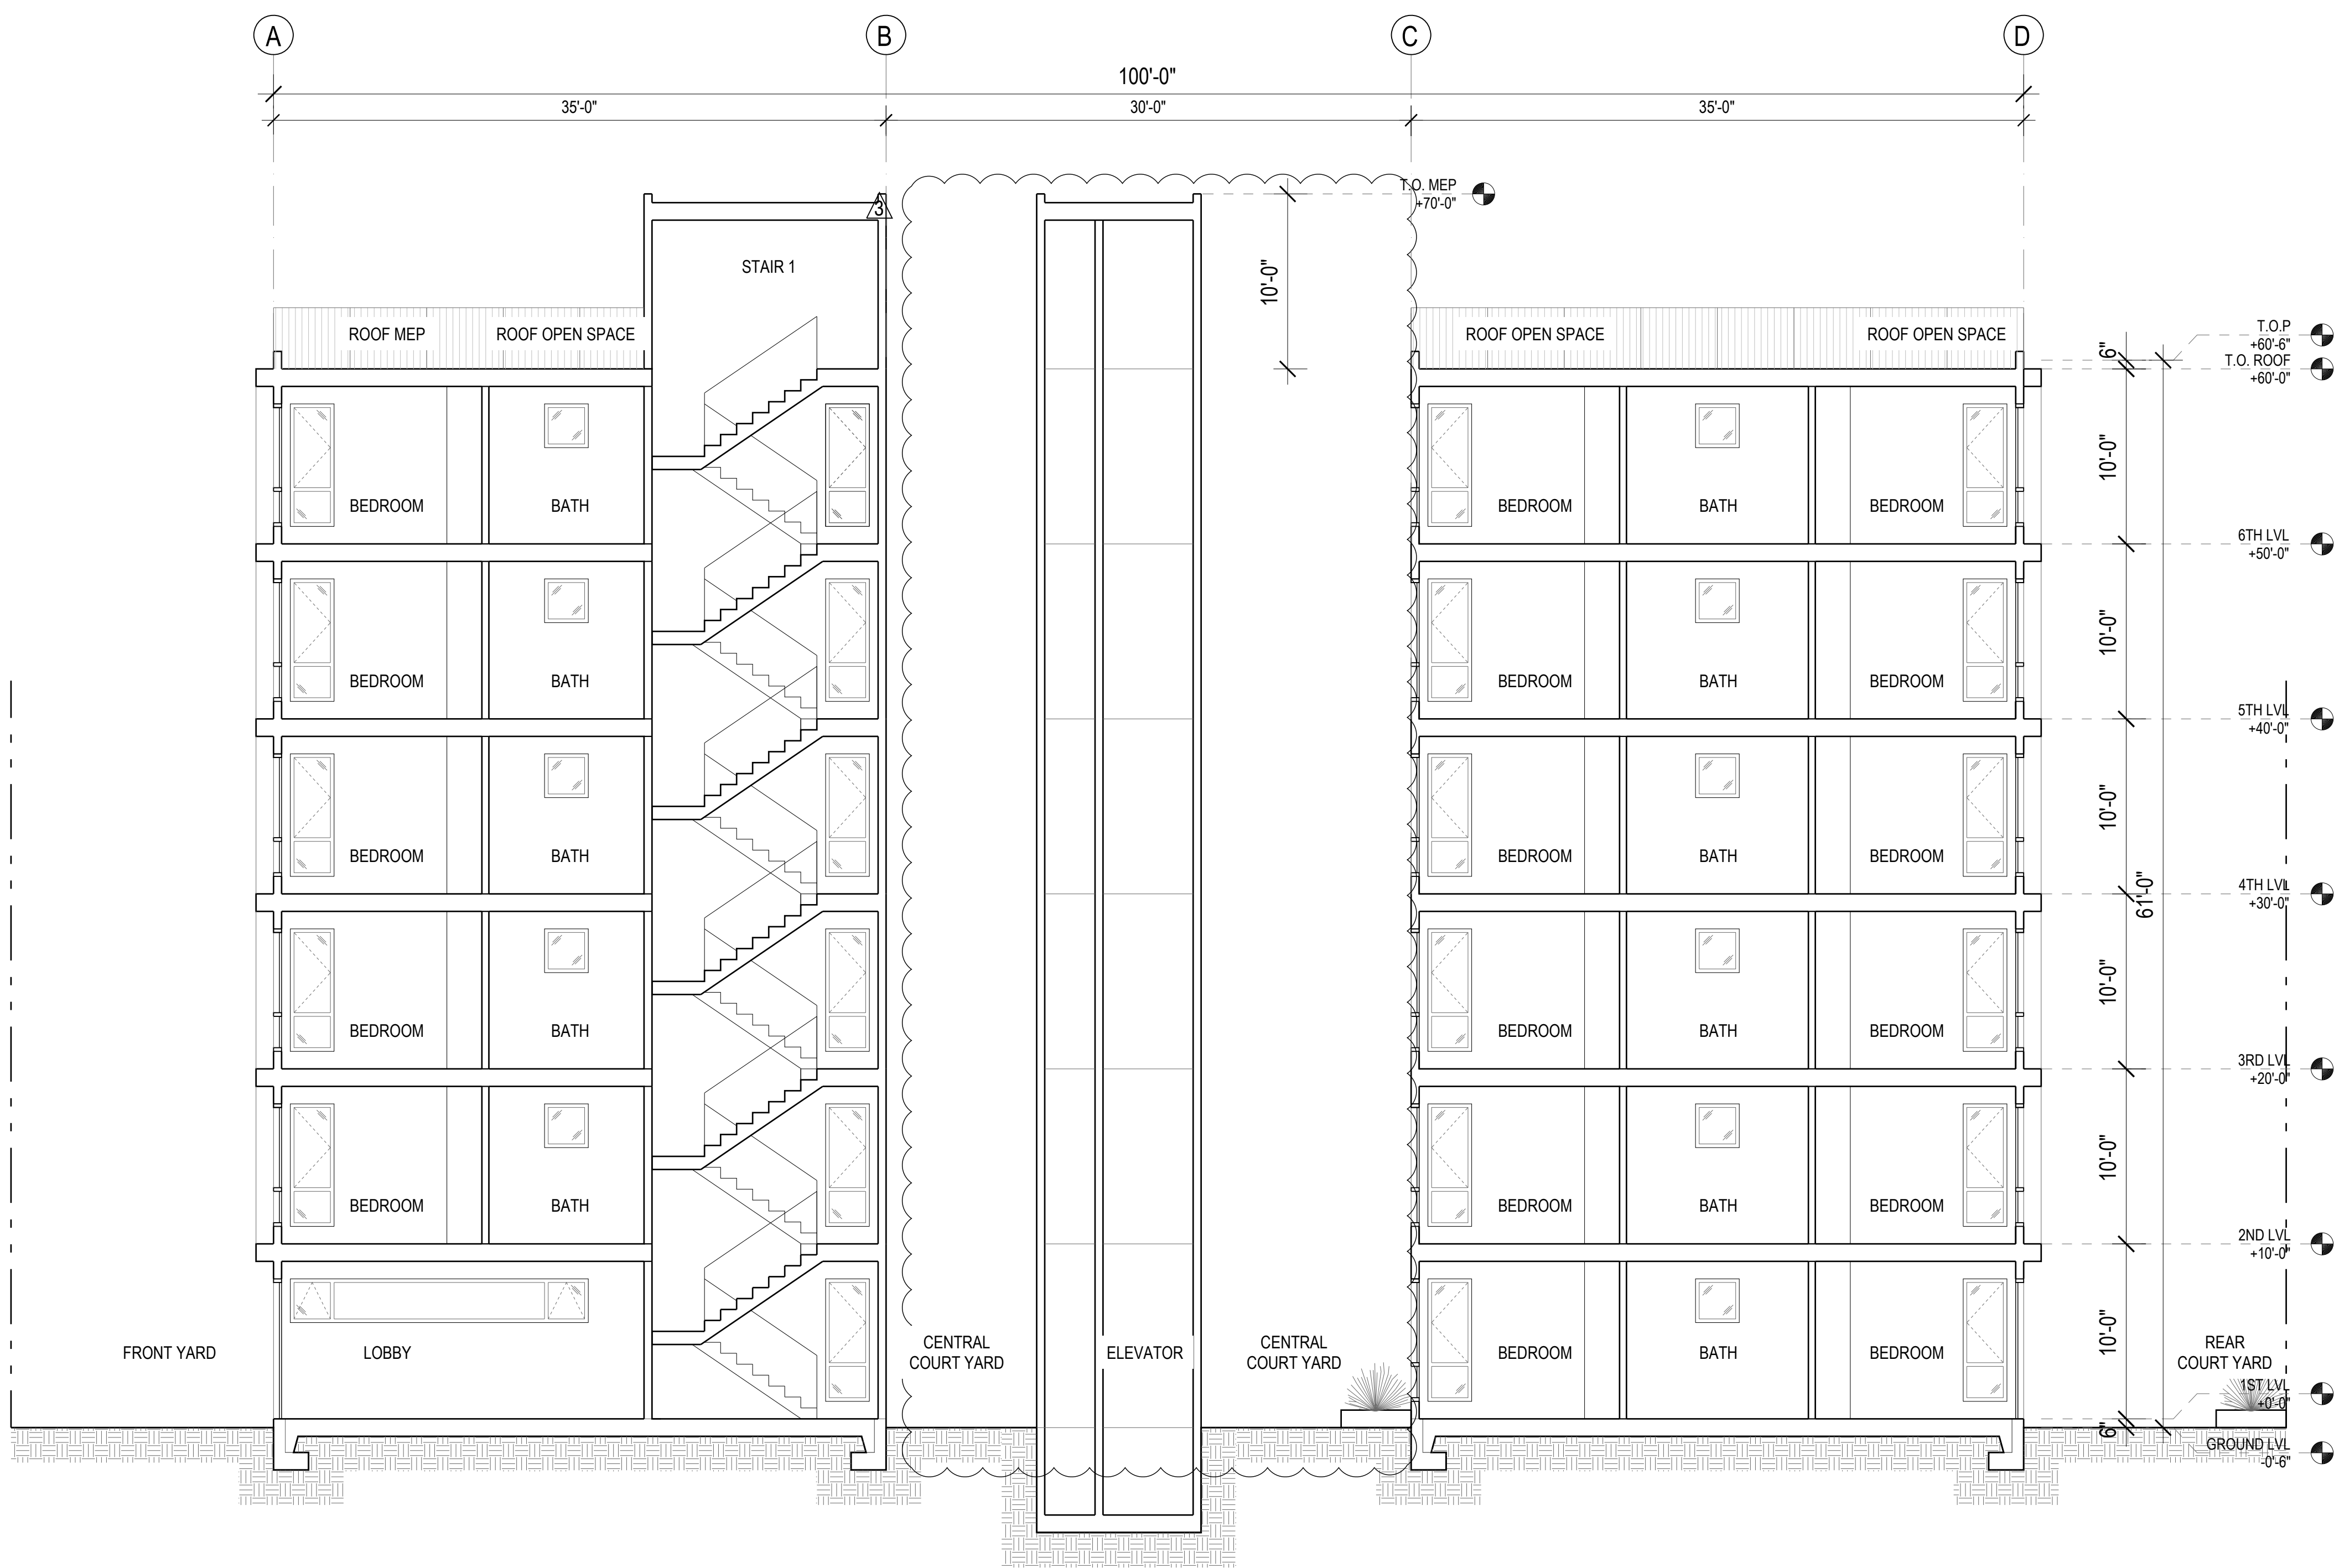 A
B
C
D
100'-0"
35'-0"
30'-0"
35'-0"
T.O. MEP
+70'-0"
3
STAIR 1
10'-0"
ROOF MEP
ROOF OPEN SPACE
ROOF OPEN SPACE
ROOF OPEN SPACE
T.O.P
+60'-6"
6"
T.O. ROOF
+60'-0"
10'-0"
BEDROOM
BATH
BEDROOM
BATH
BEDROOM
6TH LVL
+50'-0"
10'-0"
BEDROOM
BATH
BEDROOM
BATH
BEDROOM
5TH LVL
+40'-0"
10'-0"
BEDROOM
BATH
BEDROOM
BATH
BEDROOM
4TH LVL
+30'-0"
61'-0"
10'-0"
BEDROOM
BATH
BEDROOM
BATH
BEDROOM
3RD LVL
+20'-0"
10'-0"
BEDROOM
BATH
BEDROOM
BATH
BEDROOM
2ND LVL
+10'-0"
10'-0"
FRONT YARD
LOBBY
CENTRAL
COURT YARD
ELEVATOR
CENTRAL
COURT YARD
BEDROOM
BATH
BEDROOM
REAR
COURT YARD
1ST LVL
+0'-0"
6"
GROUND LVL
-0'-6"